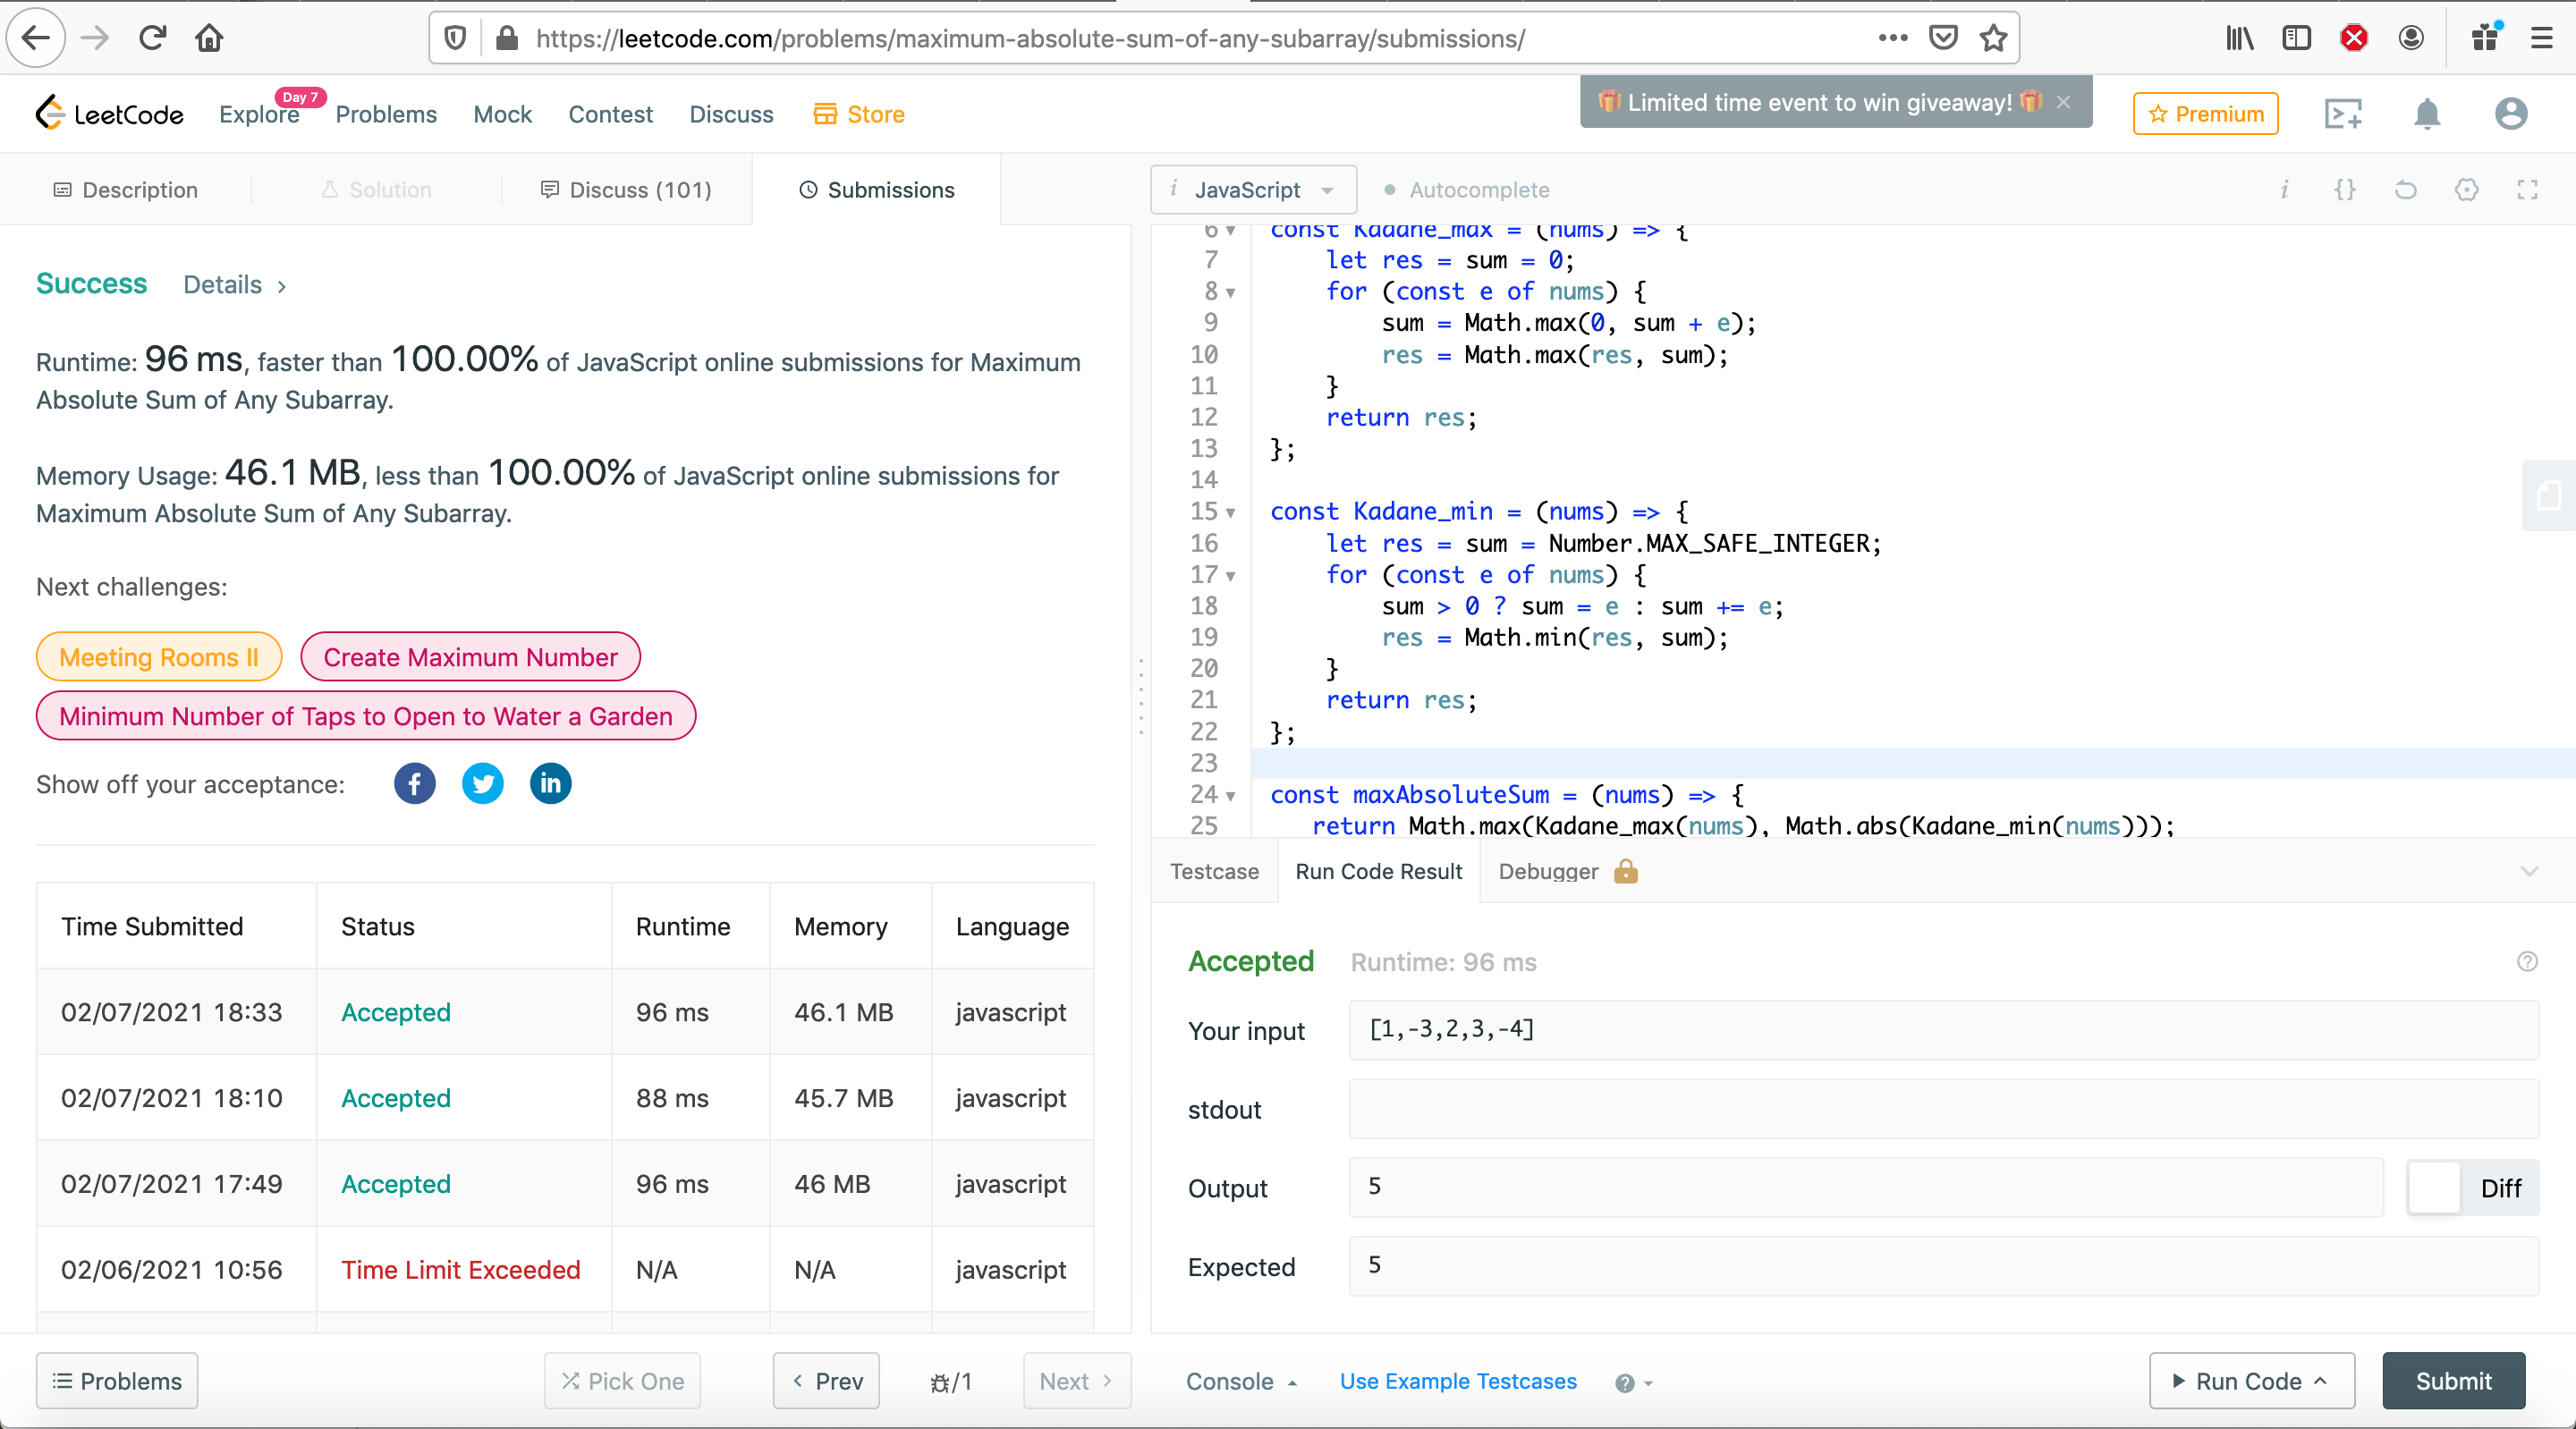 https://leetcode.com/problems/maximum-absolute-sum-of-any-subarray/submissions/
LeetCode
Explore
Day 7
Problems
Mock
Contest
Discuss
Store
Limited time event to win giveaway!
Premium
Description
Solution
Discuss (101)
Submissions
Success
Details
Runtime: 96 ms, faster than 100.00% of JavaScript online submissions for Maximum
Absolute Sum of Any Subarray.
Memory Usage: 46.1 MB, less than 100.00% of JavaScript online submissions for
Maximum Absolute Sum of Any Subarray.
Next challenges:
Meeting Rooms II
Create Maximum Number
Minimum Number of Taps to Open to Water a Garden
Show off your acceptance:
Time Submitted Status Runtime Memory Language
02/07/2021 18:33 Accepted 96 ms 46.1 MB javascript
02/07/2021 18:10 Accepted 88 ms 45.7 MB javascript
02/07/2021 17:49 Accepted 96 ms 46 MB javascript
02/06/2021 10:56 Time Limit Exceeded N/A N/A javascript
Problems
Pick One
Prev
/1
Next
i JavaScript
Autocomplete
6 const Kadane_max = (nums) => {
7 let res = sum = 0;
8 for (const e of nums) {
9 sum = Math.max(0, sum + e);
10 res = Math.max(res, sum);
11 }
12 return res;
13 };
14
15 const Kadane_min = (nums) => {
16 let res = sum = Number.MAX_SAFE_INTEGER;
17 for (const e of nums) {
18 sum > 0 ? sum = e : sum += e;
19 res = Math.min(res, sum);
20 }
21 return res;
22 };
23
24 const maxAbsoluteSum = (nums) => {
25 return Math.max(Kadane_max(nums), Math.abs(Kadane_min(nums)));
Testcase
Run Code Result
Debugger
Accepted
Runtime: 96 ms
Your input
[1,-3,2,3,-4]
stdout
Output
5
Diff
Expected
5
Console
Use Example Testcases
Run Code
Submit